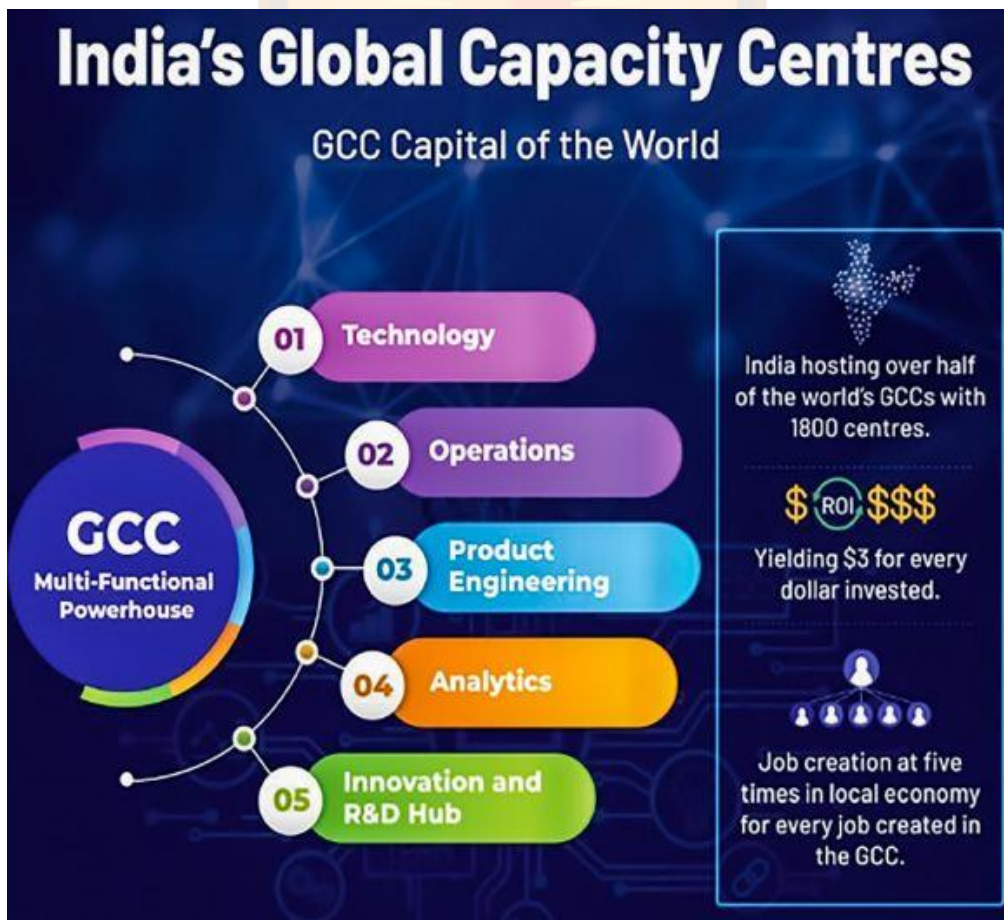 India's Global Capacity Centres
GCC Capital of the World
GCC
Multi-Functional
Powerhouse
01 Technology
02 Operations
03 Product
Engineering
04 Analytics
05 Innovation and
R&D Hub
India hosting over half
of the world's GCCs with
1800 centres.
$ ROI $$$
Yielding $3 for every
dollar invested.
Job creation at five
times in local economy
for every job created in
the GCC.